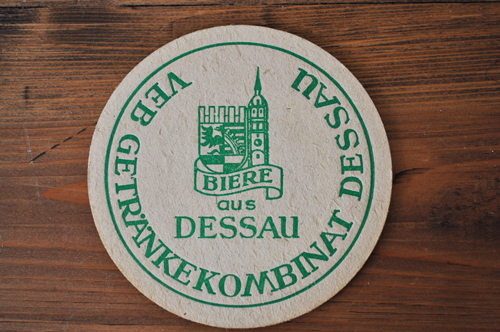 VEB GETRÄNKEKOMBINAT DESSAU
BIERE
aus
DESSAU